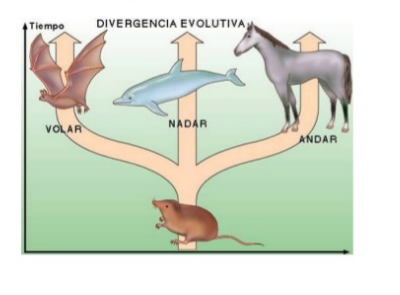 Tiempo
DIVERGENCIA EVOLUTIVA
VOLAR
NADAR
ANDAR